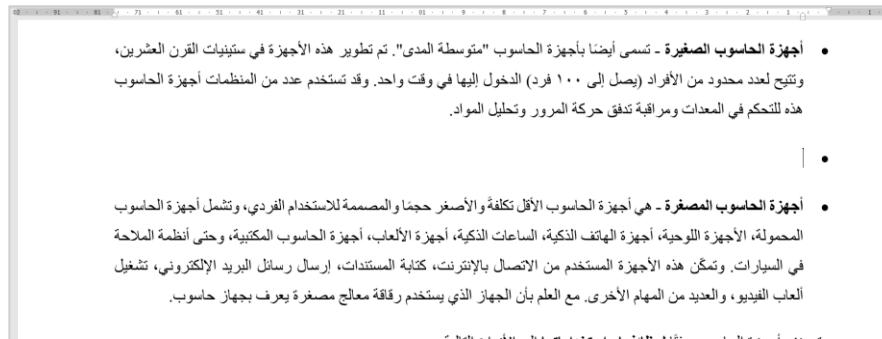 • أجهزة الحاسوب الصغيرة - تسمى أيضًا بأجهزة الحاسوب "متوسطة المدى". تم تطوير هذه الأجهزة في ستينيات القرن العشرين،
وتتيح لعدد محدود من الأفراد (يصل إلى ١٠٠ فرد) الدخول إليها في وقت واحد. وقد تستخدم عدد من المنظمات أجهزة الحاسوب
هذه للتحكم في المعدات ومراقبة تدفق حركة المرور وتحليل المواد.
•
• أجهزة الحاسوب المصغرة - هي أجهزة الحاسوب الأقل تكلفةً والأصغر حجمًا والمصممة للاستخدام الفردي، وتشمل أجهزة الحاسوب
المحمولة، الأجهزة اللوحية، أجهزة الهاتف الذكية، الساعات الذكية، أجهزة الألعاب، أجهزة الحاسوب المكتبية، وحتى أنظمة الملاحة
في السيارات. وتمكّن هذه الأجهزة المستخدم من الاتصال بالإنترنت، كتابة المستندات، إرسال رسائل البريد الإلكتروني، تشغيل
ألعاب الفيديو، والعديد من المهام الأخرى. مع العلم بأن الجهاز الذي يستخدم رقاقة معالج مصغرة يعرف بجهاز حاسوب.